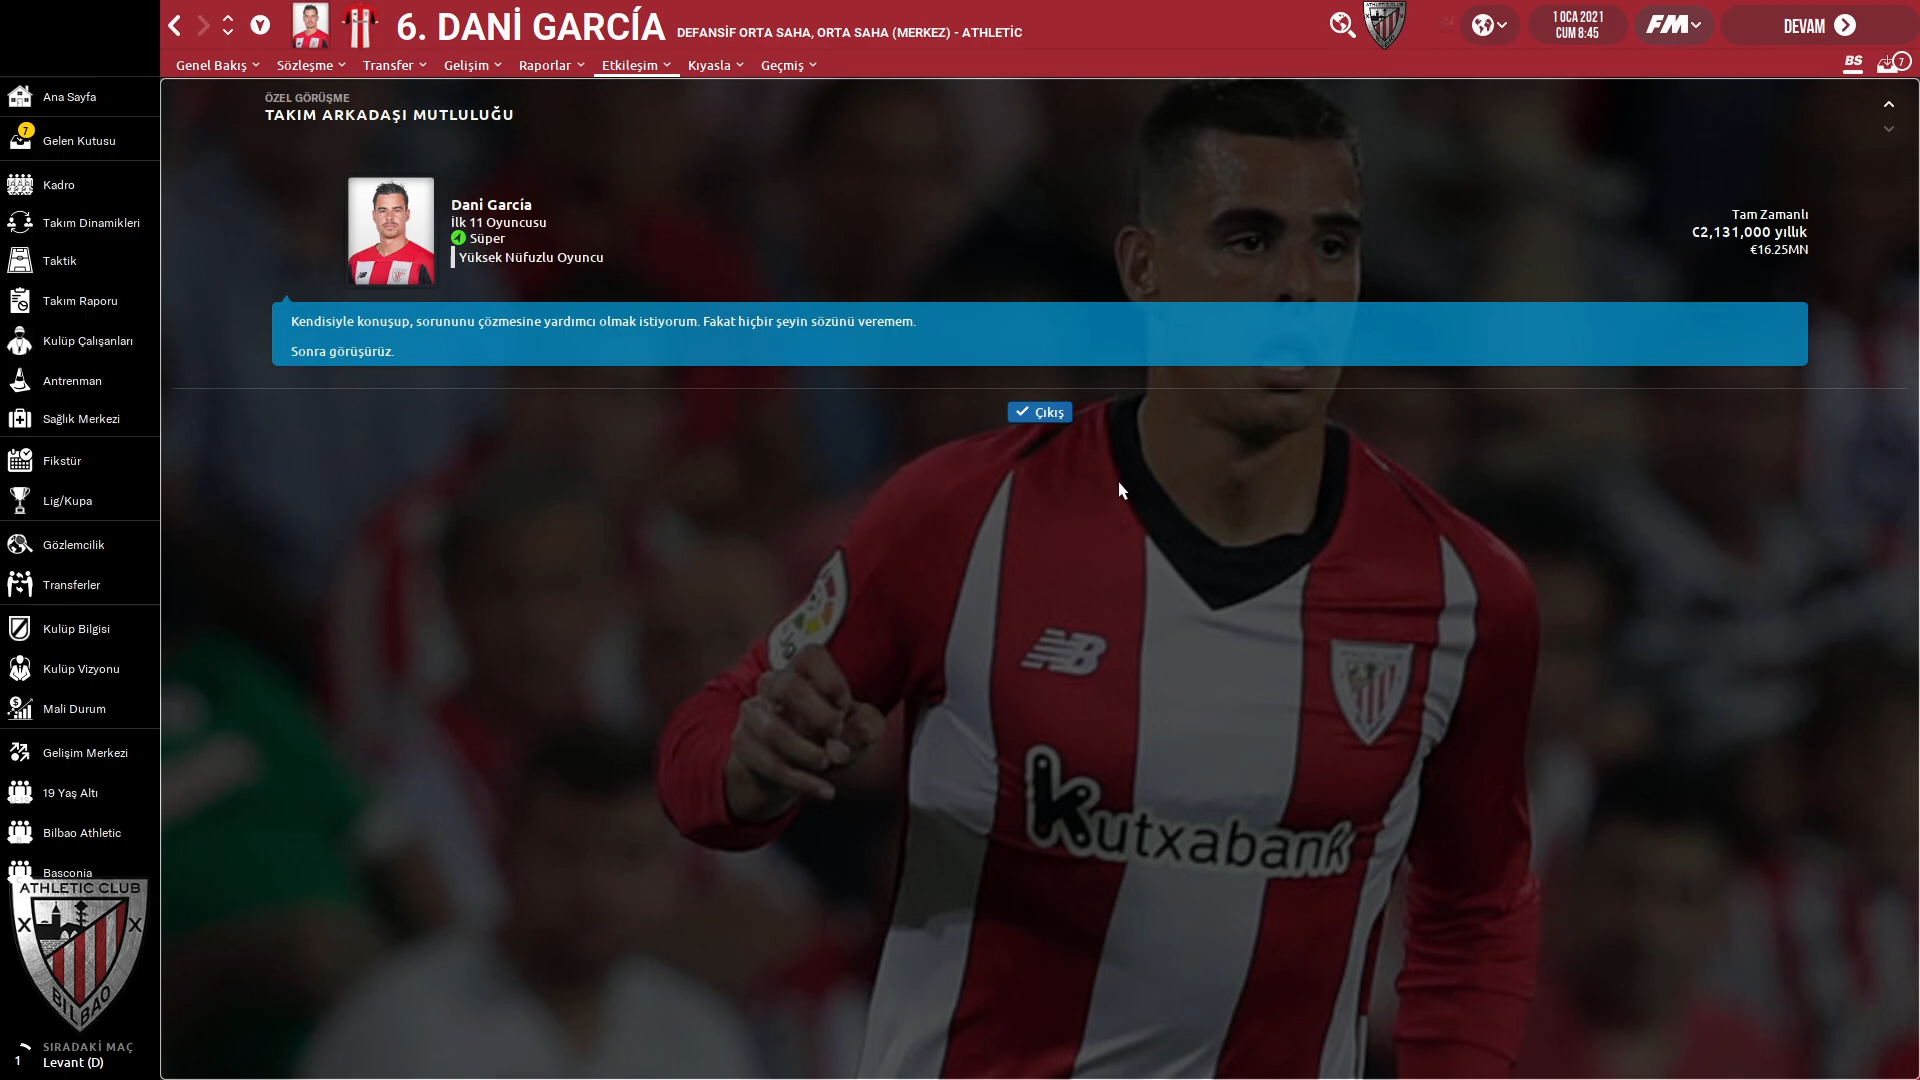 6. DANİ GARCÍA
DEFANSİF ORTA SAHA, ORTA SAHA (MERKEZ) - ATHLETİC
1 OCA 2021
CUM 8:45
FM
DEVAM
Genel Bakış
Sözleşme
Transfer
Gelişim
Raporlar
Etkileşim
Kıyasla
Geçmiş
BS
7
Ana Sayfa
7
Gelen Kutusu
Kadro
Takım Dinamikleri
Taktik
Takım Raporu
Kulüp Çalışanları
Antrenman
Sağlık Merkezi
Fikstür
Lig/Kupa
Gözlemcilik
Transferler
Kulüp Bilgisi
Kulüp Vizyonu
Mali Durum
Gelişim Merkezi
19 Yaş Altı
Bilbao Athletic
Basconia
ATHLETIC CLUB
BILBAO
1
SIRADAKİ MAÇ
Levant (D)
ÖZEL GÖRÜŞME
TAKIM ARKADAŞI MUTLULUĞU
Dani García
İlk 11 Oyuncusu
Süper
Yüksek Nüfuzlu Oyuncu
Tam Zamanlı
€2,131,000 yıllık
€16.25MN
Kendisiyle konuşup, sorununu çözmesine yardımcı olmak istiyorum. Fakat hiçbir şeyin sözünü veremem.
Sonra görüşürüz.
Çıkış
Kutxabank